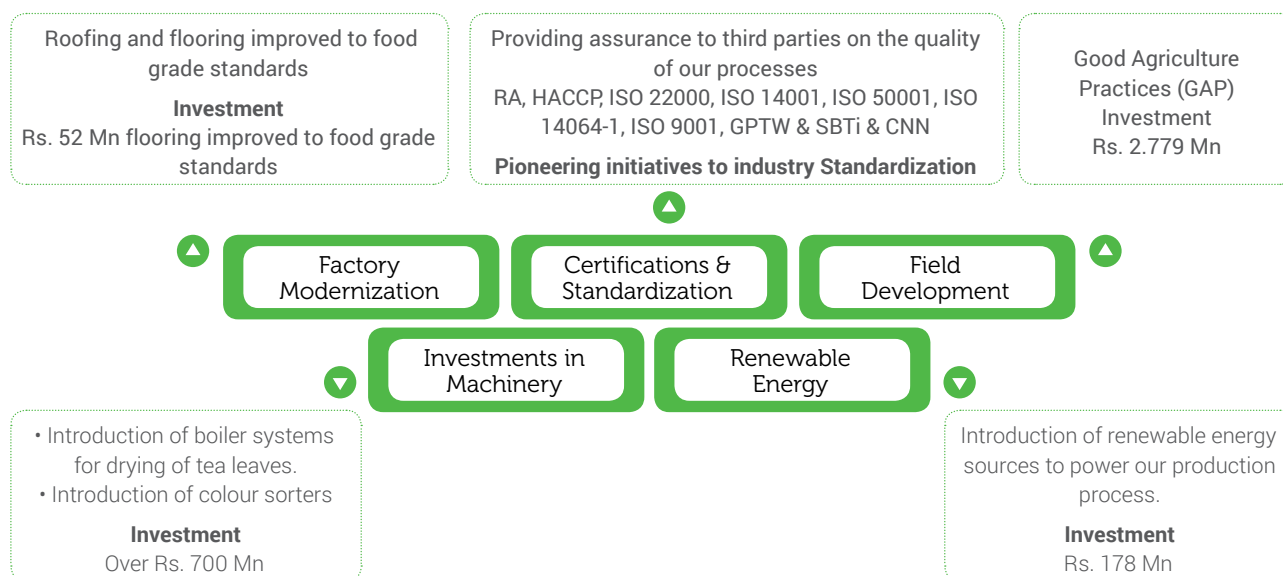 Roofing and flooring improved to food
grade standards
Investment
Rs. 52 Mn flooring improved to food grade
standards
Providing assurance to third parties on the quality
of our processes
RA, HACCP, ISO 22000, ISO 14001, ISO 50001, ISO
14064-1, ISO 9001, GPTW & SBTi & CNN
Pioneering initiatives to industry Standardization
Good Agriculture
Practices (GAP)
Investment
Rs. 2.779 Mn
Factory
Modernization
Certifications &
Standardization
Field
Development
Investments in
Machinery
Renewable
Energy
• Introduction of boiler systems
for drying of tea leaves.
• Introduction of colour sorters
Investment
Over Rs. 700 Mn
Introduction of renewable energy
sources to power our production
process.
Investment
Rs. 178 Mn